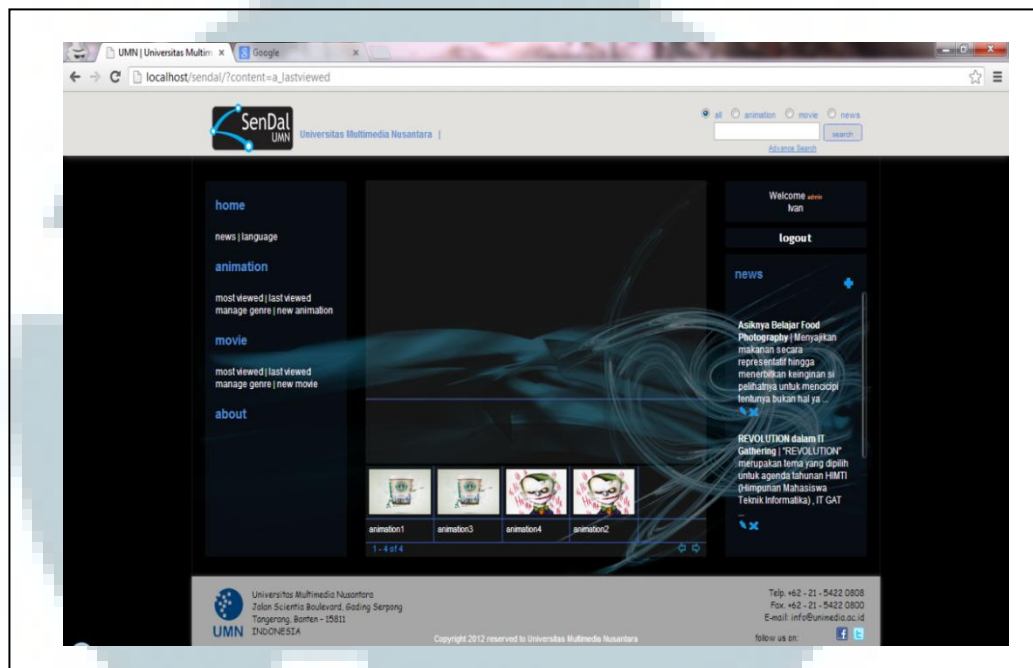 UMN | Universitas Multim
Google
localhost/sendal/?content=a_lastviewed
SenDal
UMN
Universitas Multimedia Nusantara |
all animation movie news
search
Advance Search
home
news | language
animation
most viewed | last viewed
manage genre | new animation
movie
most viewed | last viewed
manage genre | new movie
about
animation1 animation3 animation4 animation2
1 - 4 of 4
Welcome admin
Ivan
logout
news
Asiknya Belajar Food
Photography | Menyajikan
makanan secara
representatif hingga
menerbitkan keinginan si
pelihatnya untuk mencicipi
tentunya bukan hal ya ...
REVOLUTION dalam IT
Gathering | "REVOLUTION"
merupakan tema yang dipilih
untuk agenda tahunan HIMTI
(Himpunan Mahasiswa
Teknik Informatika) , IT GAT
...
UMN
Universitas Multimedia Nusantara
Jalan Scientia Boulevard, Gading Serpong
Tangerang, Banten - 15811
INDONESIA
Copyright 2012 reserved to Universitas Multimedia Nusantara
Telp. +62 - 21 - 5422 0808
Fax. +62 - 21 - 5422 0800
E-mail: info@unimedia.ac.id
follow us on: